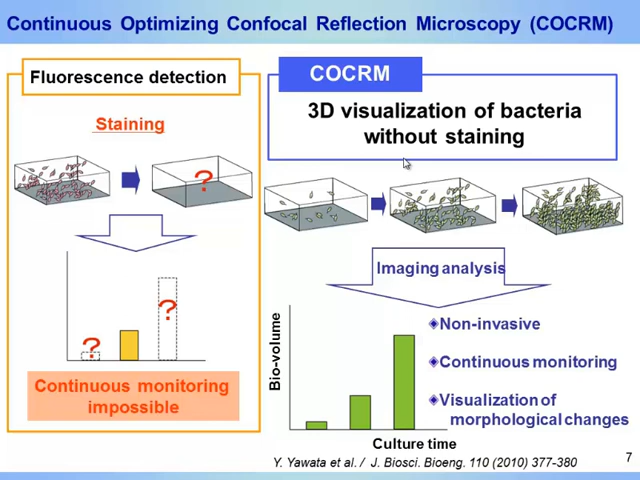 Continuous Optimizing Confocal Reflection Microscopy (COCRM)
Fluorescence detection
Staining
?
?
?
Continuous monitoring
impossible
COCRM
3D visualization of bacteria
without staining
Imaging analysis
Bio-volume
Culture time
Non-invasive
Continuous monitoring
Visualization of
morphological changes
Y. Yawata et al. / J. Biosci. Bioeng. 110 (2010) 377-380
7